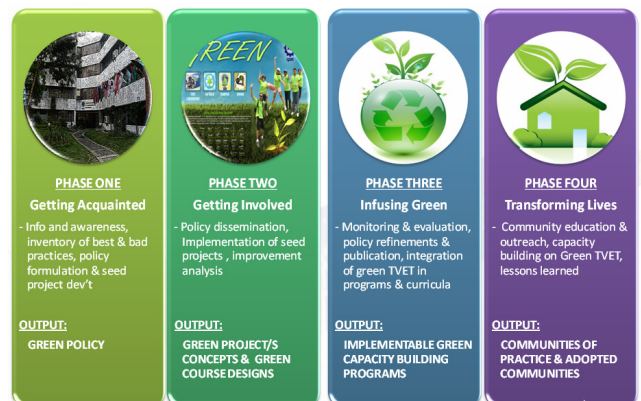 GREEN
PHASE ONE
Getting Acquainted
- Info and awareness,
inventory of best & bad
practices, policy
formulation & seed
project dev't
OUTPUT:
GREEN POLICY
PHASE TWO
Getting Involved
- Policy dissemination,
Implementation of seed
projects , improvement
analysis
OUTPUT:
GREEN PROJECT/S
CONCEPTS & GREEN
COURSE DESIGNS
PHASE THREE
Infusing Green
- Monitoring & evaluation,
policy refinements &
publication, integration
of green TVET in
programs & curricula
OUTPUT:
IMPLEMENTABLE GREEN
CAPACITY BUILDING
PROGRAMS
PHASE FOUR
Transforming Lives
- Community education &
outreach, capacity
building on Green TVET,
lessons learned
OUTPUT:
COMMUNITIES OF
PRACTICE & ADOPTED
COMMUNITIES